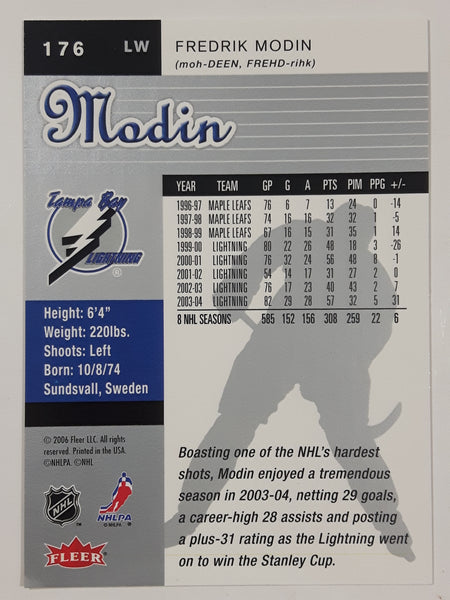 176 LW FREDRIK MODIN
(moh-DEEN, FREHD-rihk)
Modin
Tampa Bay
LIGHTNING
®
YEAR TEAM GP G A PTS PIM PPG +/-
1996-97 MAPLE LEAFS 76 6 7 13 24 0 -14
1997-98 MAPLE LEAFS 74 16 16 32 32 1 -5
1998-99 MAPLE LEAFS 67 16 15 31 35 1 14
1999-00 LIGHTNING 80 22 26 48 18 3 -26
2000-01 LIGHTNING 76 32 24 56 48 8 -1
2001-02 LIGHTNING 54 14 17 31 27 2 0
2002-03 LIGHTNING 76 17 23 40 43 2 7
2003-04 LIGHTNING 82 29 28 57 32 5 31
8 NHL SEASONS 585 152 156 308 259 22 6
Height: 6'4"
Weight: 220lbs.
Shoots: Left
Born: 10/8/74
Sundsvall, Sweden
© 2006 Fleer LLC. All rights
reserved. Printed in the USA.
©NHLPA. ©NHL
NHL
NHLPA
© NHLPA
FLEER
Boasting one of the NHL's hardest
shots, Modin enjoyed a tremendous
season in 2003-04, netting 29 goals,
a career-high 28 assists and posting
a plus-31 rating as the Lightning went
on to win the Stanley Cup.